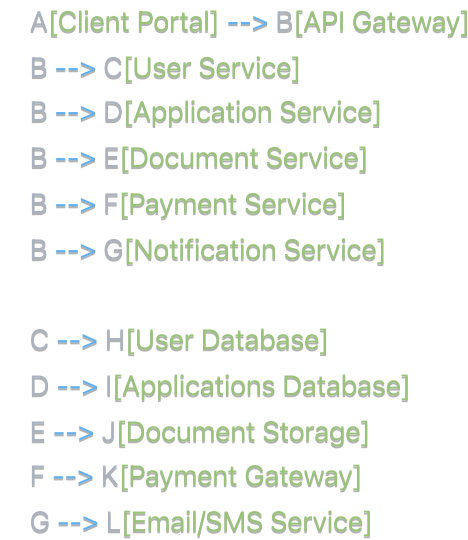 A[Client Portal] --> B[API Gateway]
B --> C[User Service]
B --> D[Application Service]
B --> E[Document Service]
B --> F[Payment Service]
B --> G[Notification Service]
C --> H[User Database]
D --> I[Applications Database]
E --> J[Document Storage]
F --> K[Payment Gateway]
G --> L[Email/SMS Service]